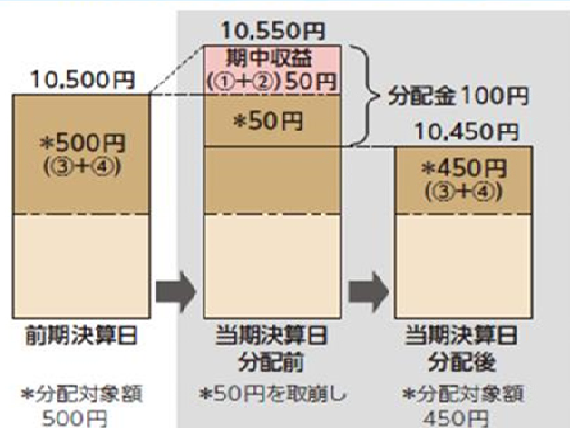 10,550円
期中収益
(①+②)50円
10,500円
分配金100円
*50円
10,450円
*500円
(③+④)
*450円
(③+④)
前期決算日
当期決算日
分配前
当期決算日
分配後
*分配対象額
500円
*50円を取崩し
*分配対象額
450円